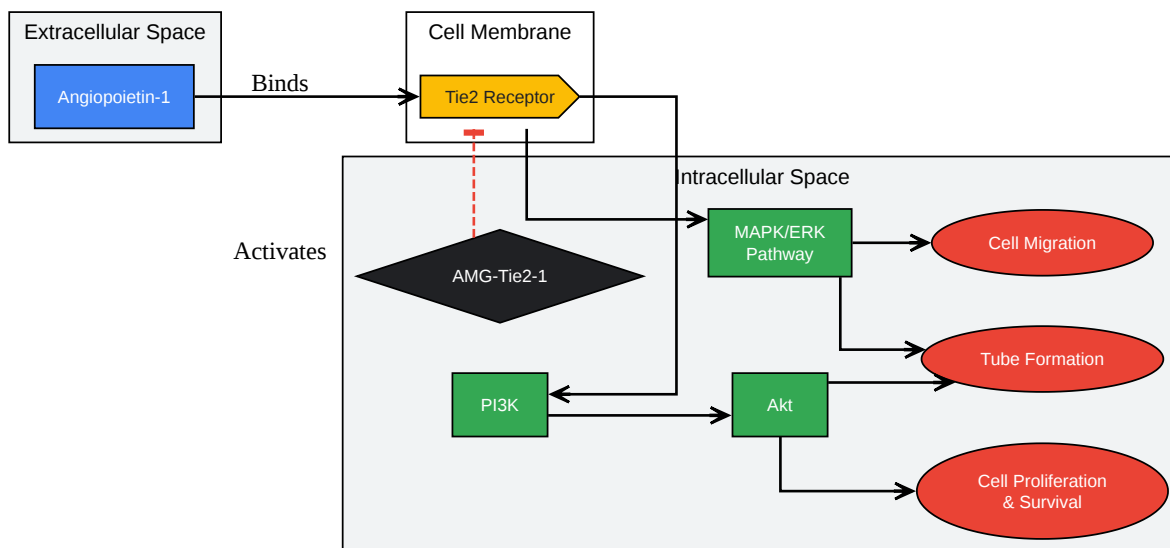 Extracellular Space
Cell Membrane
Angiopoietin-1
Binds
Tie2 Receptor
Intracellular Space
MAPK/ERK
Pathway
Cell Migration
Activates
AMG-Tie2-1
Tube Formation
PI3K
Akt
Cell Proliferation
& Survival